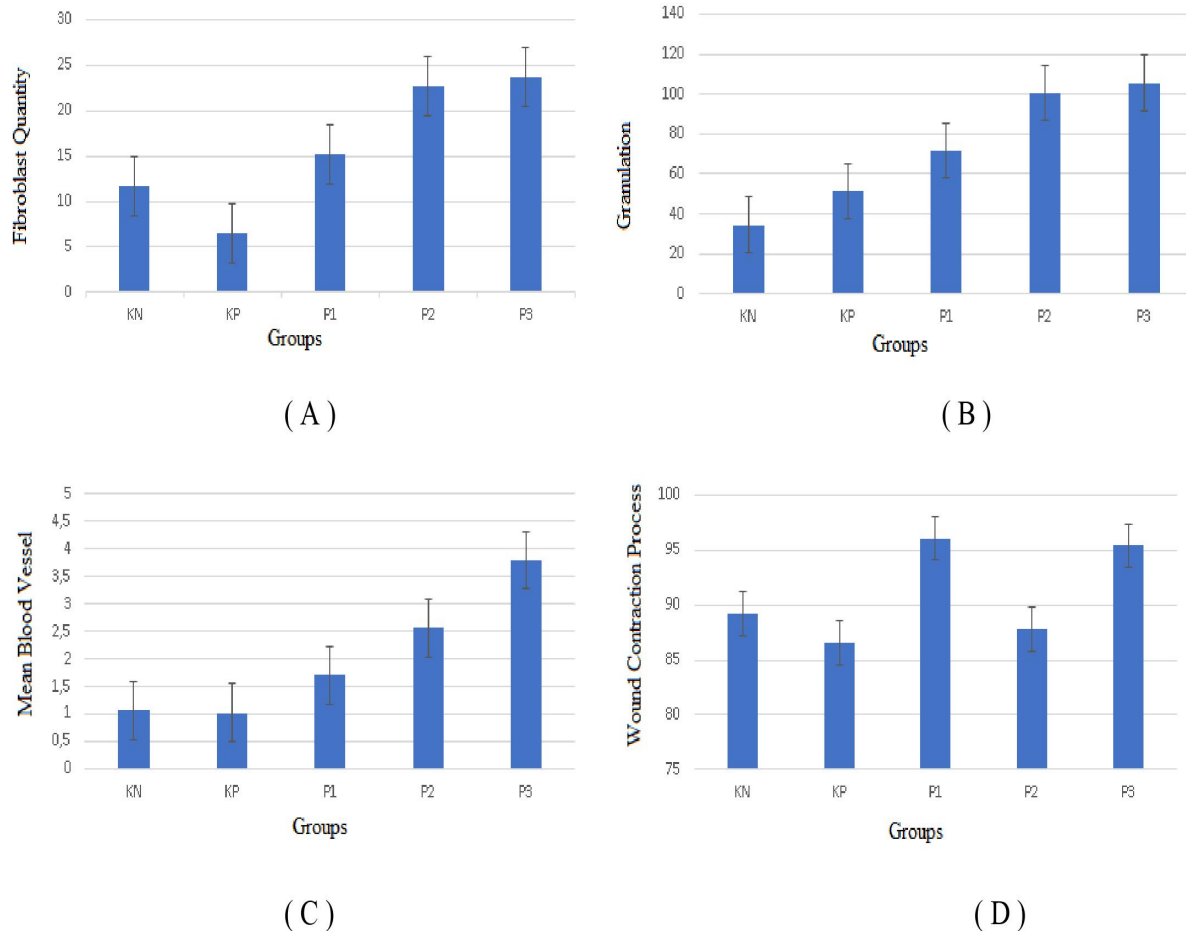 30
25
20
15
10
5
0
Fibroblast Quantity
KN KP P1 P2 P3
Groups
( A )
140
120
100
80
60
40
20
0
Granulation
KN KP P1 P2 P3
Groups
( B )
5
4,5
4
3,5
3
2,5
2
1,5
1
0,5
0
Mean Blood Vessel
KN KP P1 P2 P3
Groups
( C )
100
95
90
85
80
75
Wound Contraction Process
KN KP P1 P2 P3
Groups
( D )